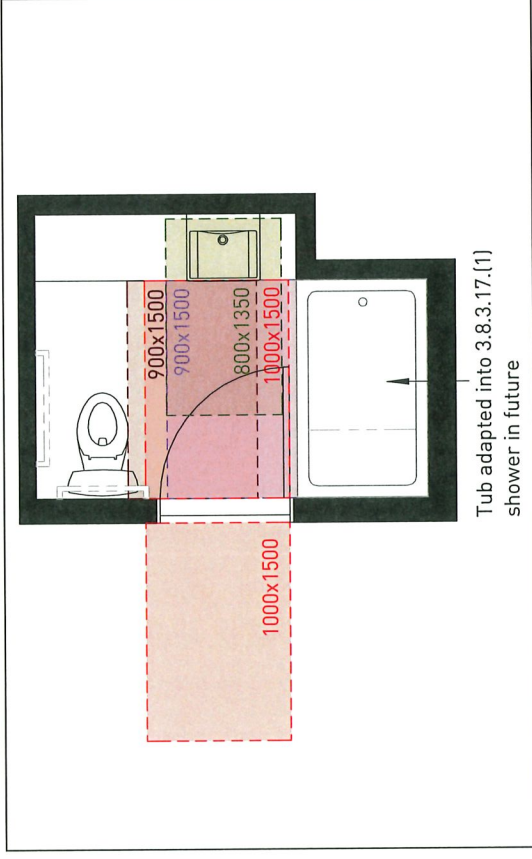 900x1500
900x1500
800x1350
1000x1500
1000x1500
Tub adapted into 3.8.3.17.(1)
shower in future